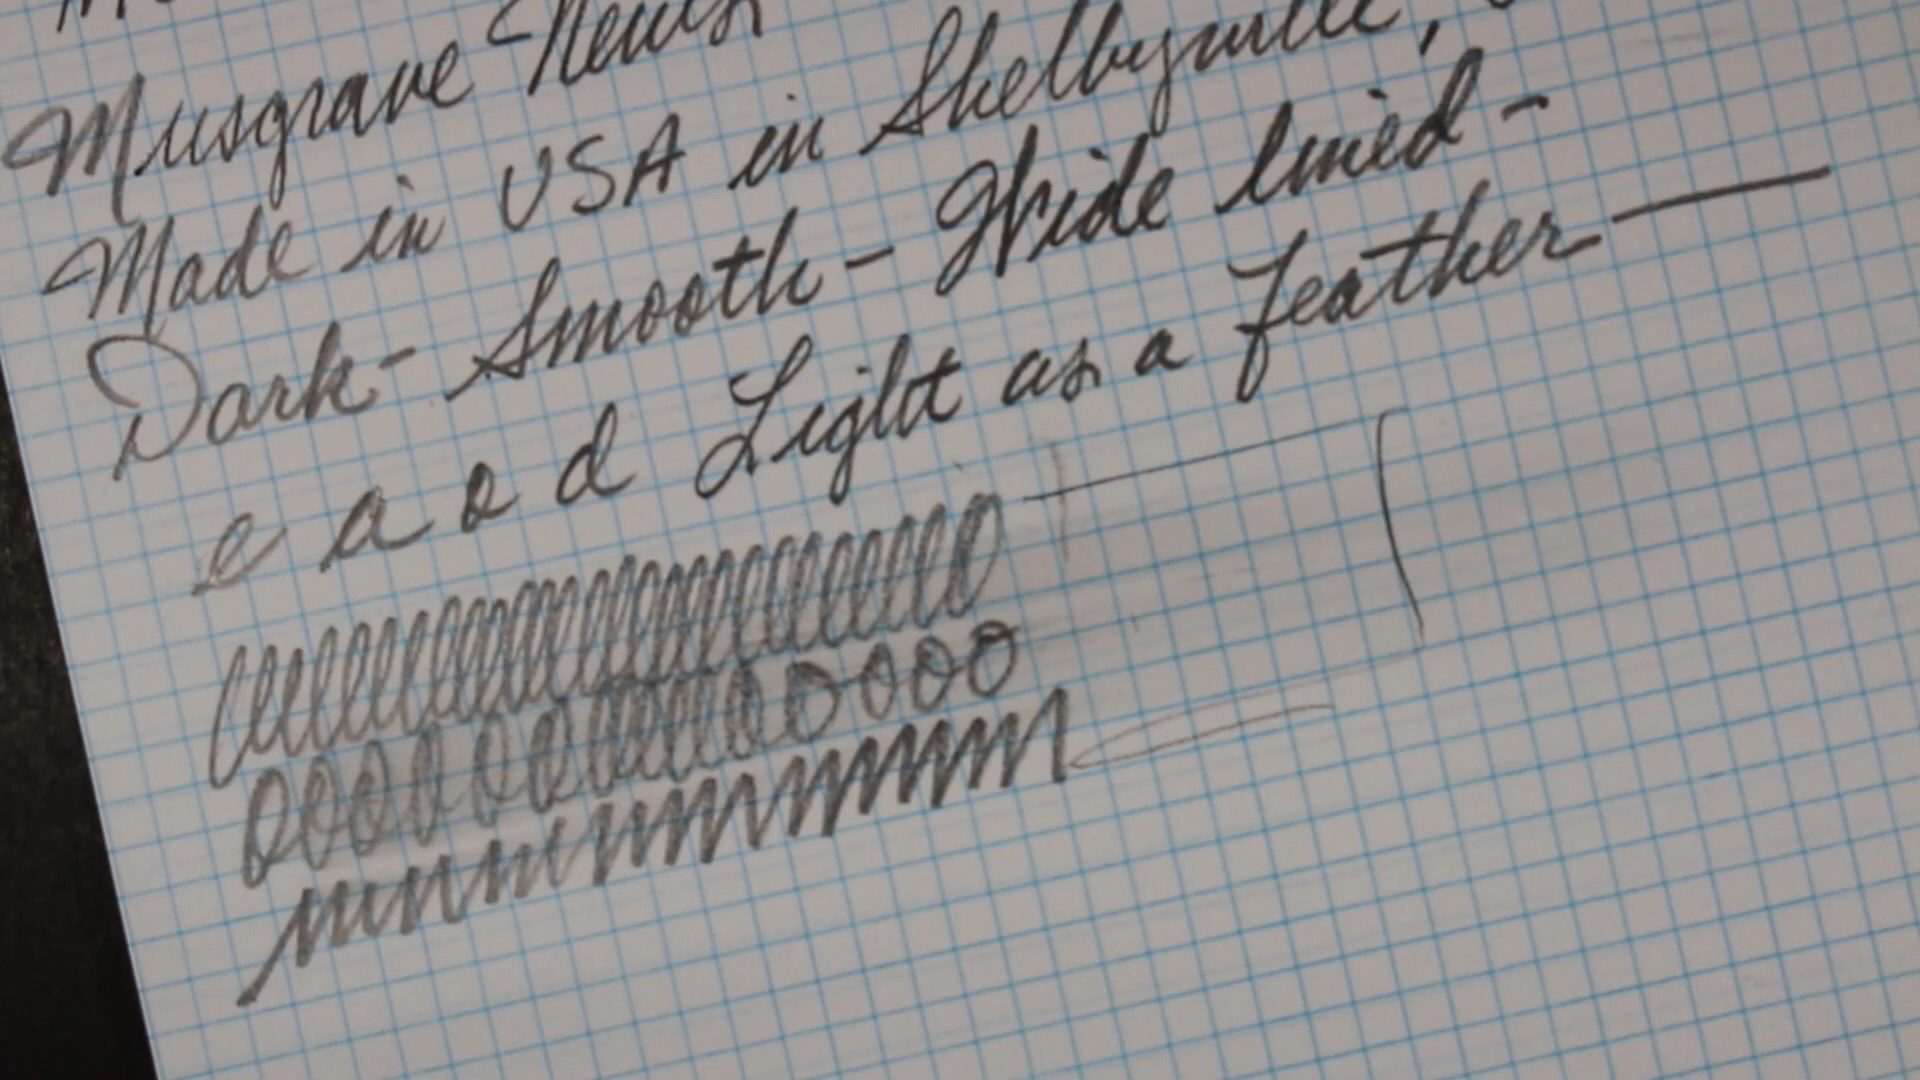 Musgrave News
Made in USA in Shelbyville,
Dark - Smooth - Wide lined -
e a o d Light as a feather —